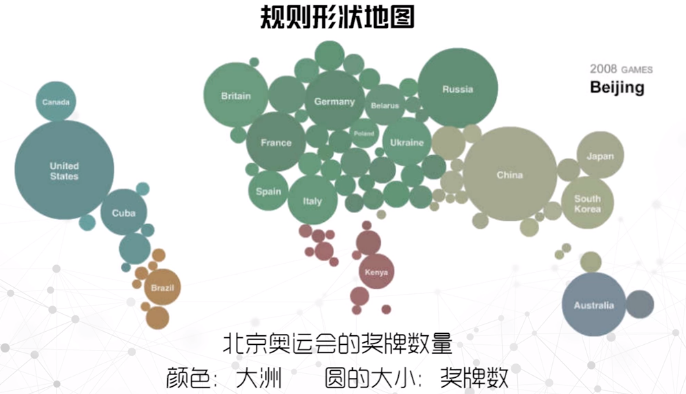 规则形状地图
2008 GAMES
Beijing
Canada
United
States
Cuba
Brazil
Britain
Germany
Belarus
Russia
France
Poland
Ukraine
Spain
Italy
Kenya
China
Japan
South
Korea
Australia
北京奥运会的奖牌数量
颜色：大洲 圆的大小：奖牌数